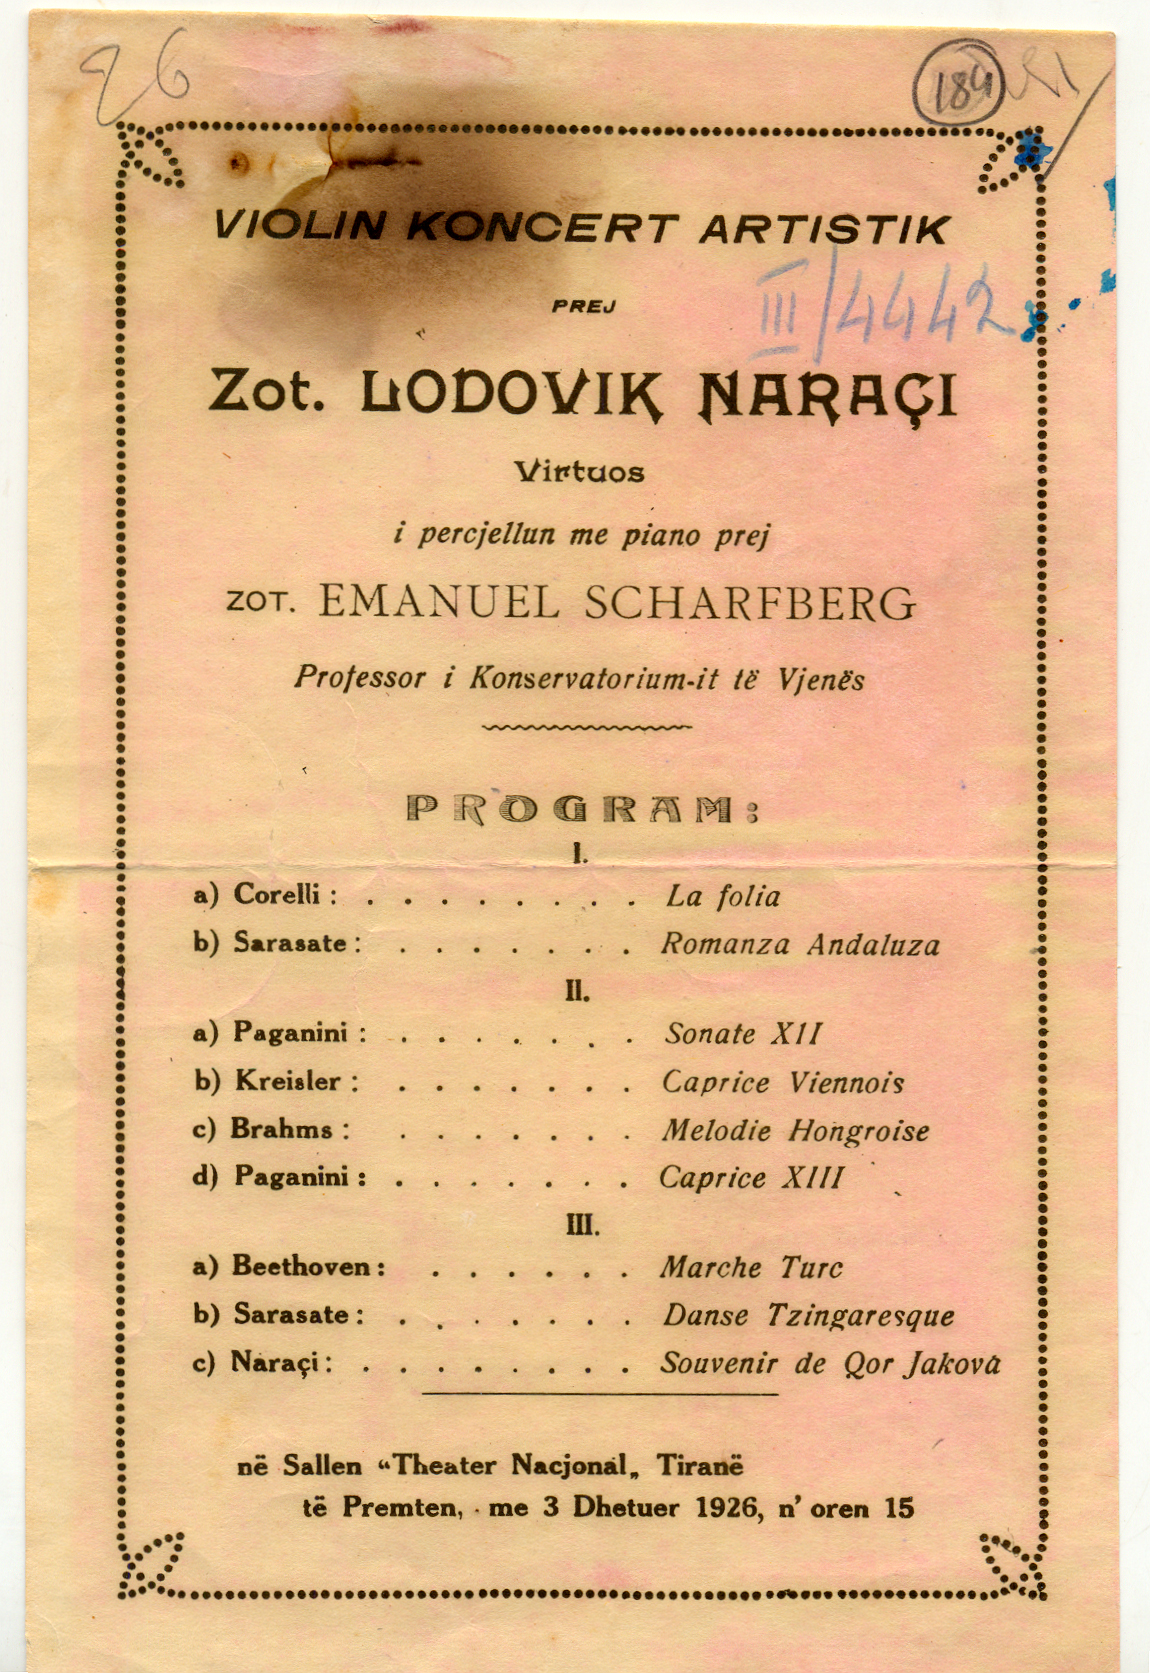 26
184
VIOLIN KONCERT ARTISTIK
PREJ
III/4442
Zot. LODOVIK NARAÇI
Virtuos
i percjellun me piano prej
ZOT. EMANUEL SCHARFBERG
Professor i Konservatorium-it të Vjenës
PROGRAM:
I.
a) Corelli : . . . . . . . . La folia
b) Sarasate : . . . . . . . Romanza Andaluza
II.
a) Paganini : . . . . . . . Sonate XII
b) Kreisler : . . . . . . . Caprice Viennois
c) Brahms : . . . . . . . Melodie Hongroise
d) Paganini : . . . . . . . Caprice XIII
III.
a) Beethoven : . . . . . . Marche Turc
b) Sarasate : . . . . . . . Danse Tzingaresque
c) Naraçi : . . . . . . . . Souvenir de Qor Jakova
në Sallen “Theater Nacjonal„ Tiranë
të Premten, me 3 Dhetuer 1926, n’ oren 15